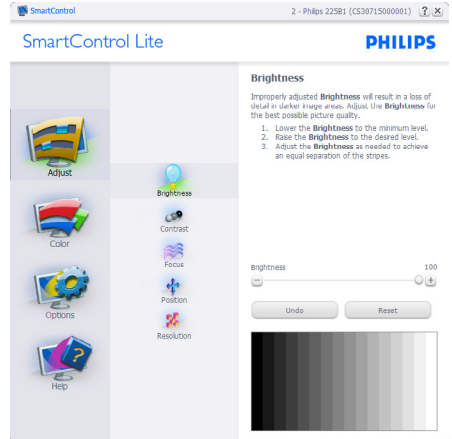 SmartControl
2 - Philips 225B1 (CS30715000001)
SmartControl Lite
PHILIPS
Adjust
Color
Options
Help
Brightness
Contrast
Focus
Position
Resolution
Brightness
Improperly adjusted Brightness will result in a loss of
detail in darker image areas. Adjust the Brightness for
the best possible picture quality.
1. Lower the Brightness to the minimum level.
2. Raise the Brightness to the desired level.
3. Adjust the Brightness as needed to achieve
an equal separation of the stripes.
Brightness 100
Undo Reset